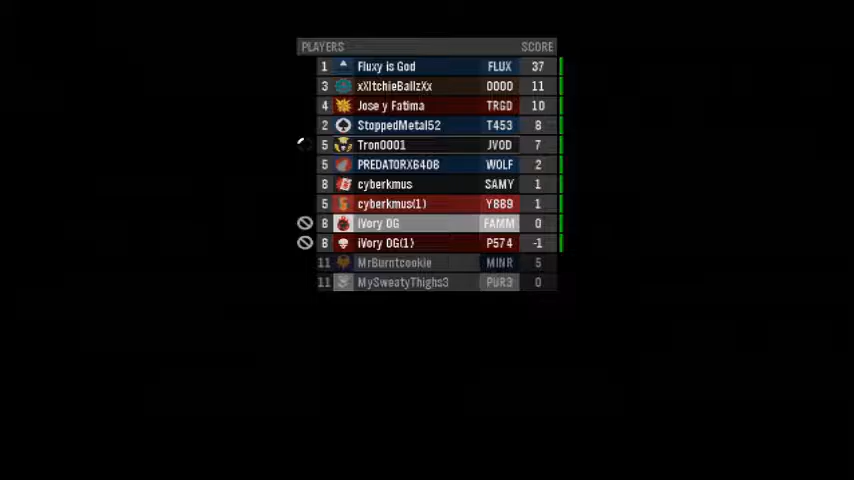 PLAYERS SCORE
1 Fluxy is God FLUX 37
3 xXItchieBallzXx OOOO 11
4 Jose y Fatima TRGD 10
2 StoppedMetal52 T453 8
5 Tron0001 JVOD 7
5 PREDATORX6408 WOLF 2
8 cyberkmus SAMY 1
5 cyberkmus(1) Y889 1
8 iVory OG FAMM 0
8 iVory OG(1) P574 -1
11 MrBurntcookie MINR 5
11 MySweatyThighs3 PUR3 0